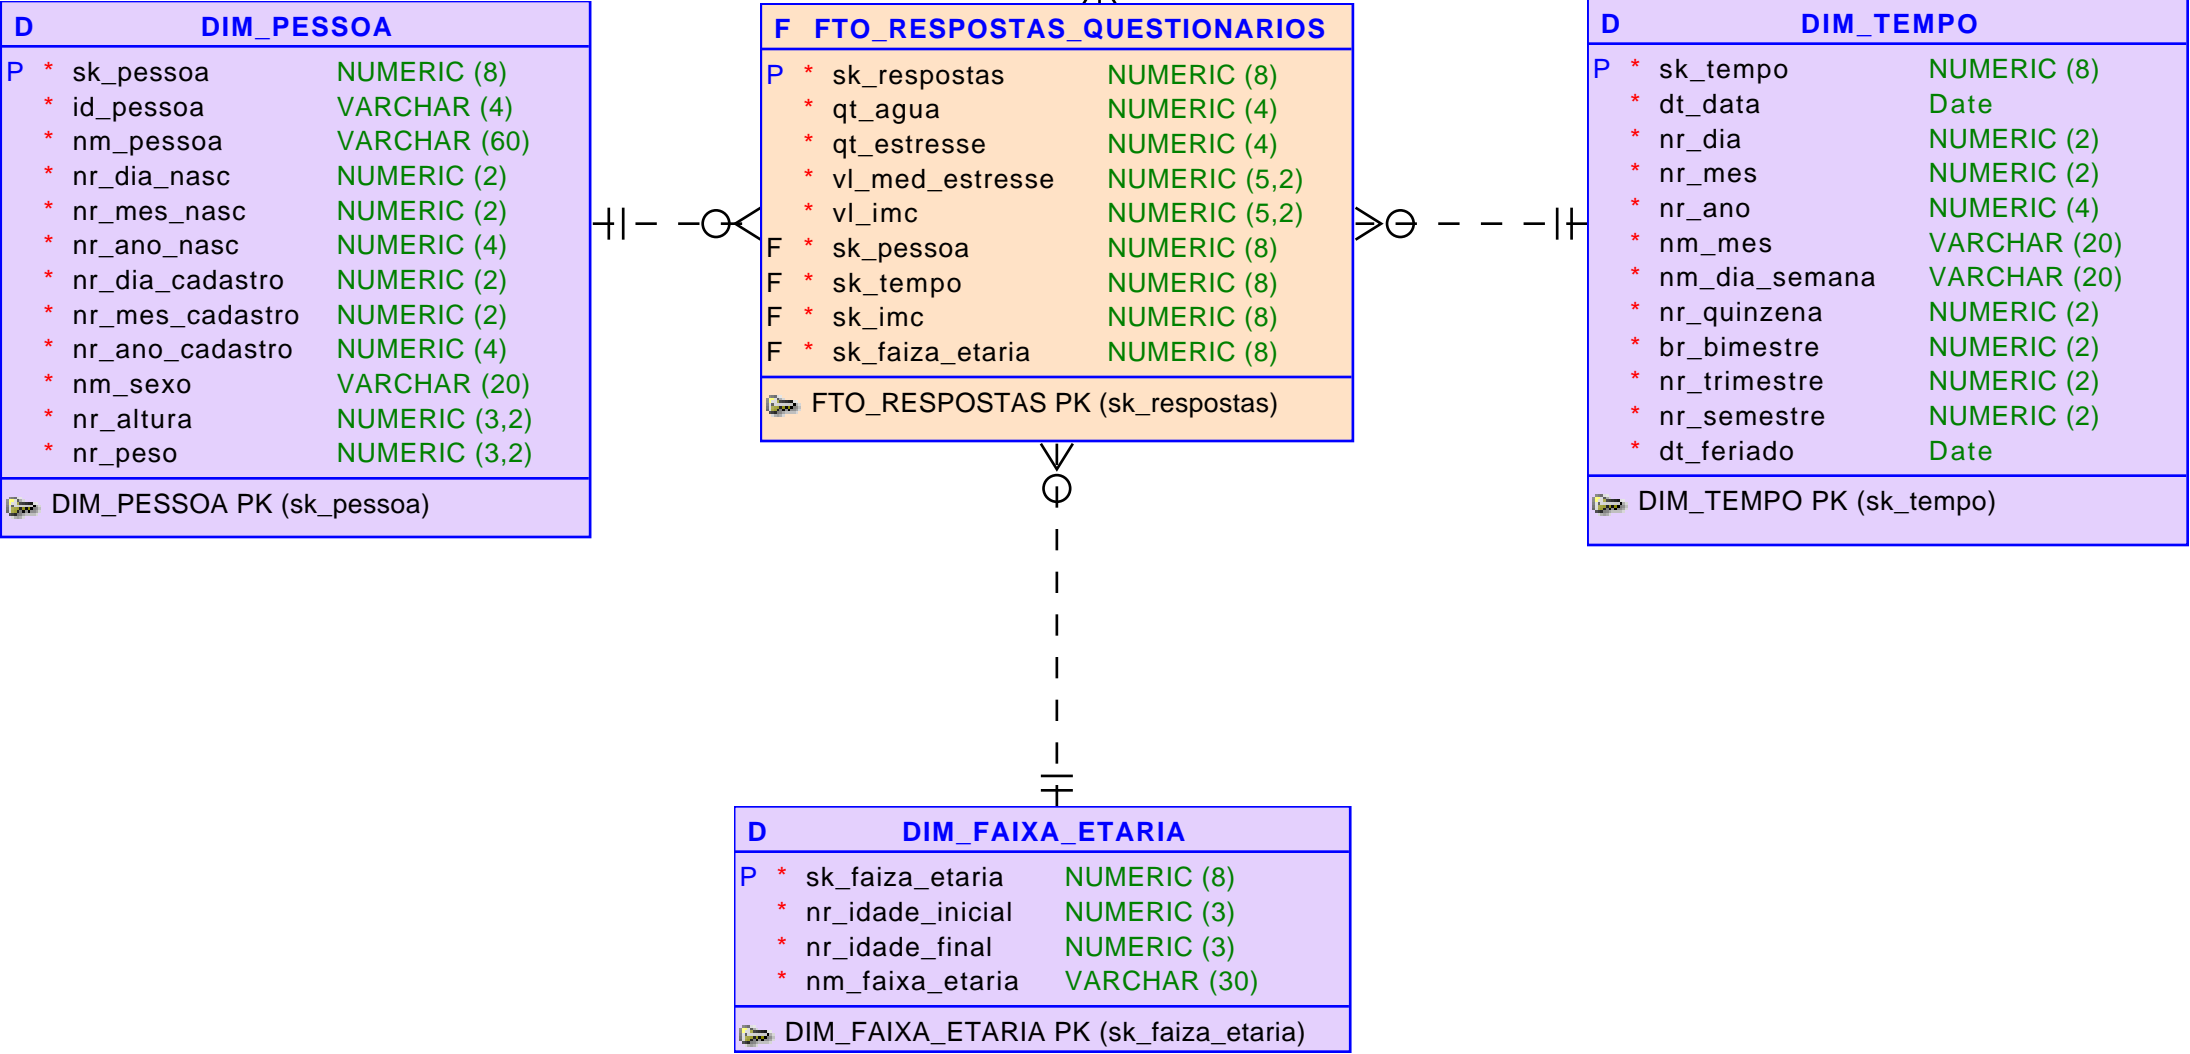 D DIM_PESSOA
P * sk_pessoa NUMERIC (8)
* id_pessoa VARCHAR (4)
* nm_pessoa VARCHAR (60)
* nr_dia_nasc NUMERIC (2)
* nr_mes_nasc NUMERIC (2)
* nr_ano_nasc NUMERIC (4)
* nr_dia_cadastro NUMERIC (2)
* nr_mes_cadastro NUMERIC (2)
* nr_ano_cadastro NUMERIC (4)
* nm_sexo VARCHAR (20)
* nr_altura NUMERIC (3,2)
* nr_peso NUMERIC (3,2)
DIM_PESSOA PK (sk_pessoa)
F FTO_RESPOSTAS_QUESTIONARIOS
P * sk_respostas NUMERIC (8)
* qt_agua NUMERIC (4)
* qt_estresse NUMERIC (4)
* vl_med_estresse NUMERIC (5,2)
* vl_imc NUMERIC (5,2)
F * sk_pessoa NUMERIC (8)
F * sk_tempo NUMERIC (8)
F * sk_imc NUMERIC (8)
F * sk_faiza_etaria NUMERIC (8)
FTO_RESPOSTAS PK (sk_respostas)
D DIM_TEMPO
P * sk_tempo NUMERIC (8)
* dt_data Date
* nr_dia NUMERIC (2)
* nr_mes NUMERIC (2)
* nr_ano NUMERIC (4)
* nm_mes VARCHAR (20)
* nm_dia_semana VARCHAR (20)
* nr_quinzena NUMERIC (2)
* br_bimestre NUMERIC (2)
* nr_trimestre NUMERIC (2)
* nr_semestre NUMERIC (2)
* dt_feriado Date
DIM_TEMPO PK (sk_tempo)
D DIM_FAIXA_ETARIA
P * sk_faiza_etaria NUMERIC (8)
* nr_idade_inicial NUMERIC (3)
* nr_idade_final NUMERIC (3)
* nm_faixa_etaria VARCHAR (30)
DIM_FAIXA_ETARIA PK (sk_faiza_etaria)